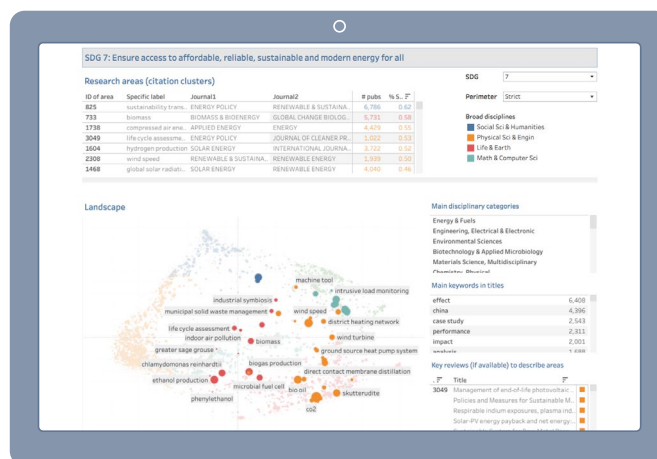 SDG 7: Ensure access to affordable, reliable, sustainable and modern energy for all
Research areas (citation clusters)
ID of area Specific label Journal1 Journal2 # pubs % S..
825 sustainability trans.. ENERGY POLICY RENEWABLE & SUSTAINA.. 6,786 0.62
733 biomass BIOMASS & BIOENERGY GLOBAL CHANGE BIOLOG.. 5,731 0.58
1738 compressed air ene.. APPLIED ENERGY ENERGY 4,429 0.55
3049 life cycle assessme.. ENERGY POLICY JOURNAL OF CLEANER PR.. 1,022 0.53
1604 hydrogen production SOLAR ENERGY INTERNATIONAL JOURNA.. 3,722 0.52
2308 wind speed RENEWABLE & SUSTAINA.. RENEWABLE ENERGY 1,939 0.50
1468 global solar radiati.. SOLAR ENERGY RENEWABLE ENERGY 4,040 0.46
SDG 7
Perimeter Strict
Broad disciplines
Social Sci & Humanities
Physical Sci & Engin
Life & Earth
Math & Computer Sci
Landscape
machine tool
intrusive load monitoring
industrial symbiosis
municipal solid waste management
wind speed
district heating network
life cycle assessment
indoor air pollution
biomass
wind turbine
greater sage grouse
ground source heat pump system
chlamydomonas reinhardtii
biogas production
direct contact membrane distillation
ethanol production
microbial fuel cell
bio oil
skutterudite
phenylethanol
co2
Main disciplinary categories
Energy & Fuels
Engineering, Electrical & Electronic
Environmental Sciences
Biotechnology & Applied Microbiology
Materials Science, Multidisciplinary
Chemistry, Physical
Main keywords in titles
effect 6,408
china 4,396
case study 2,543
performance 2,311
impact 2,001
analysis 1,688
Key reviews (if available) to describe areas
Title
3049 Management of end-of-life photovoltaic..
Policies and Measures for Sustainable M..
Respirable indium exposures, plasma ind..
Solar-PV energy payback and net energy:..